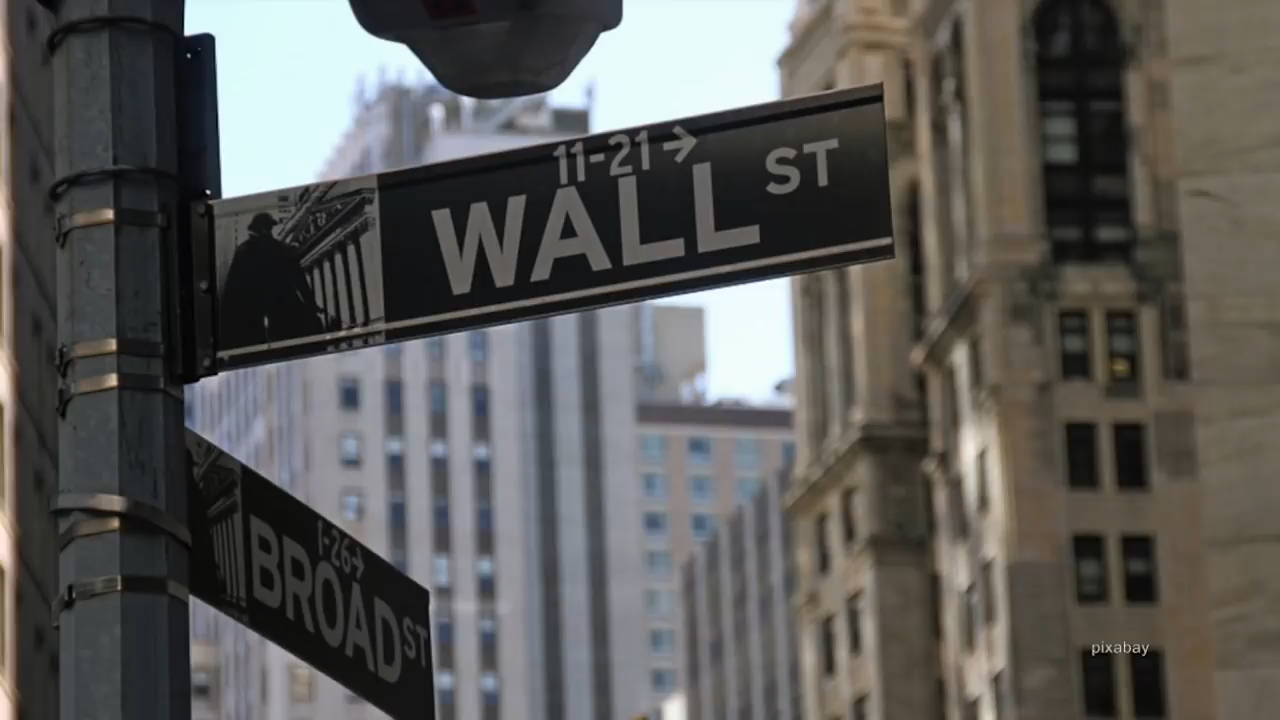 11-21→
WALL ST
1-26→
BROAD ST
pixabay